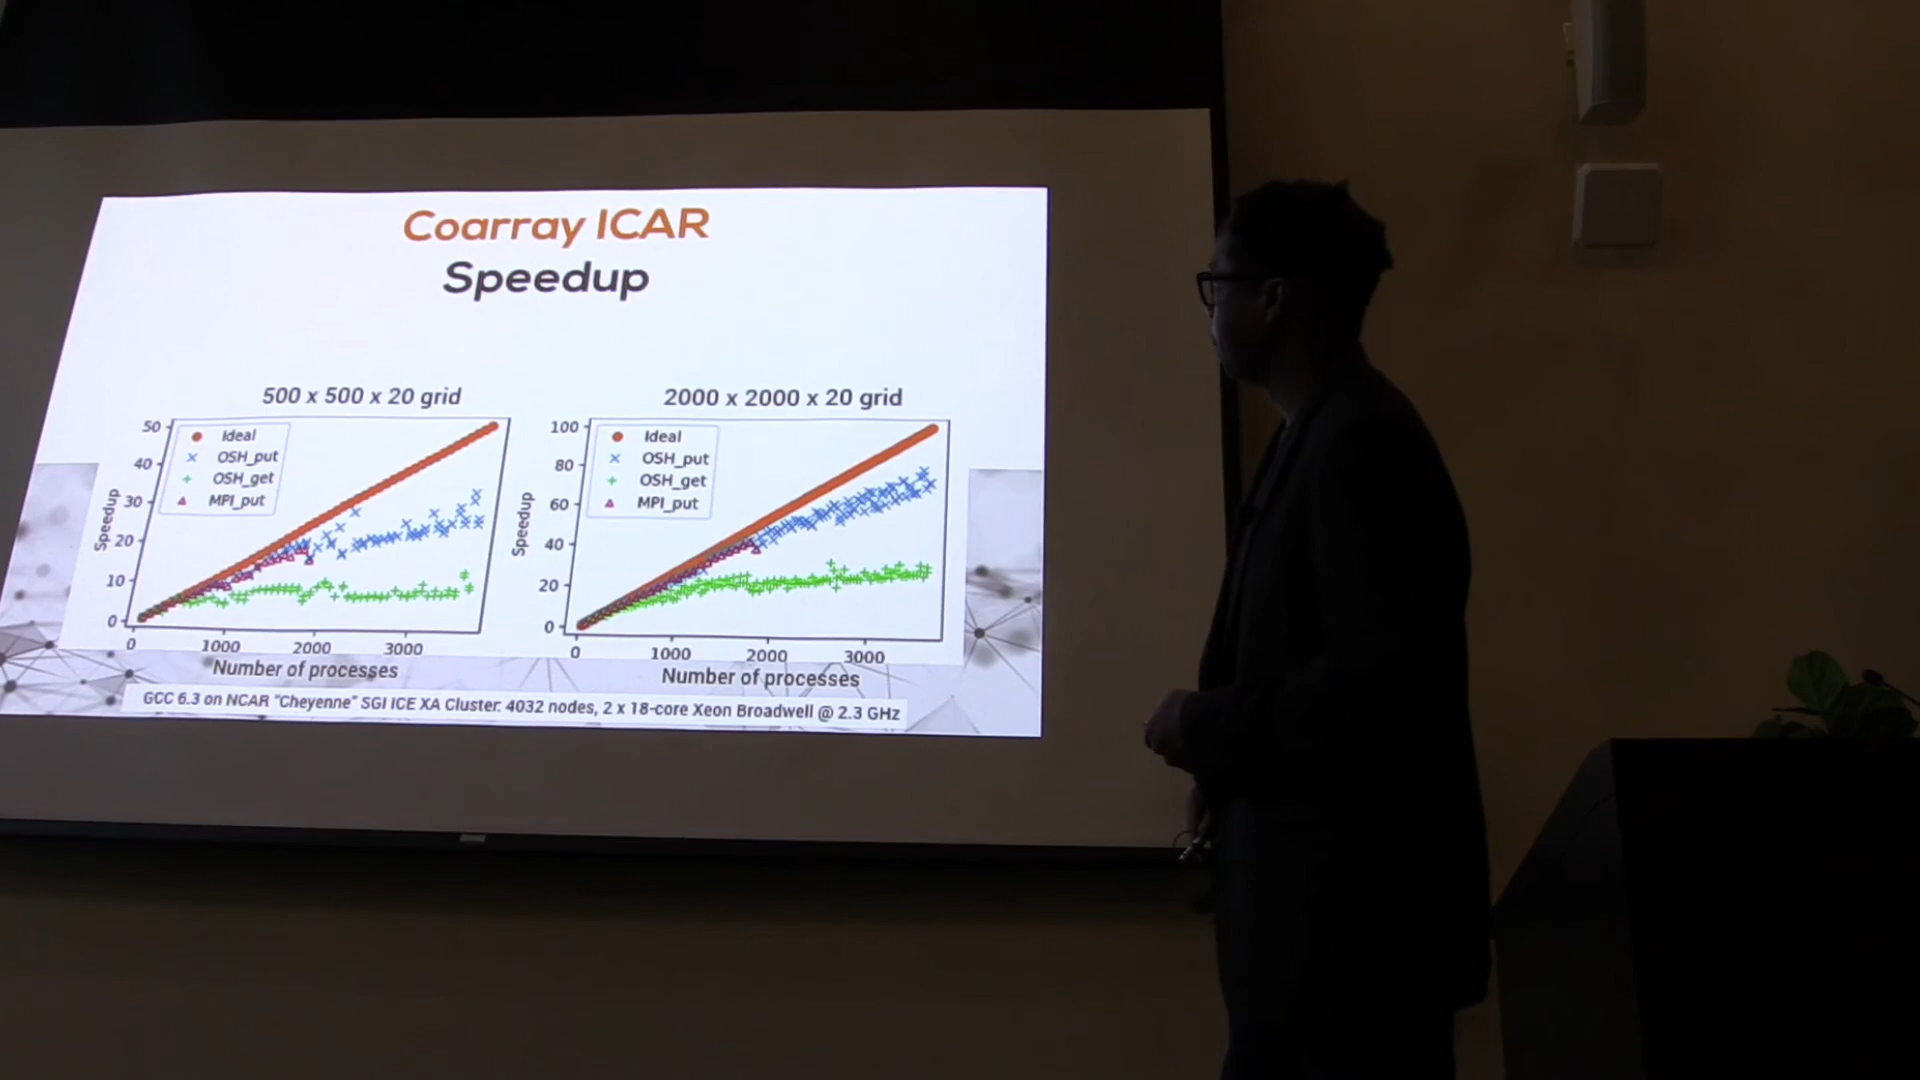 Coarray ICAR
Speedup
500 x 500 x 20 grid
50
40
30
20
10
0
Speedup
Ideal
OSH_put
OSH_get
MPI_put
0 1000 2000 3000
Number of processes
2000 x 2000 x 20 grid
100
80
60
40
20
0
Speedup
Ideal
OSH_put
OSH_get
MPI_put
0 1000 2000 3000
Number of processes
GCC 6.3 on NCAR "Cheyenne" SGI ICE XA Cluster: 4032 nodes, 2 x 18-core Xeon Broadwell @ 2.3 GHz